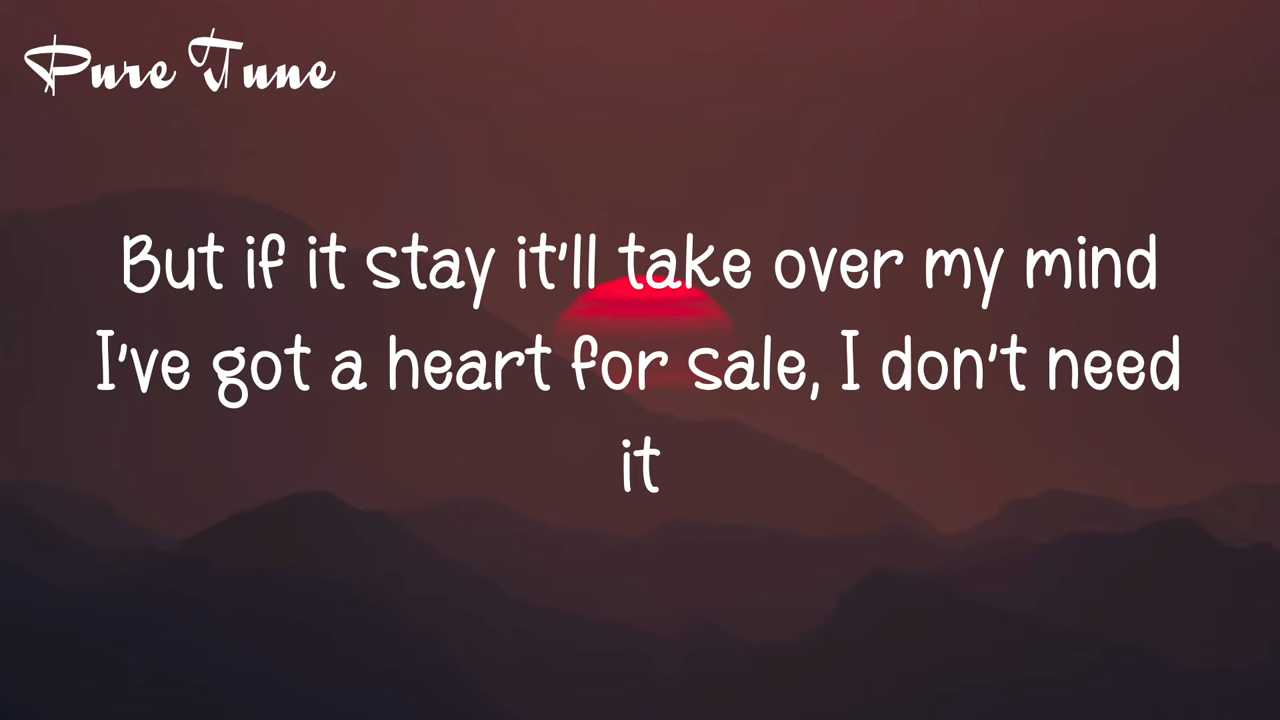 Pure Tune
But if it stay it'll take over my mind
I've got a heart for sale, I don't need
it